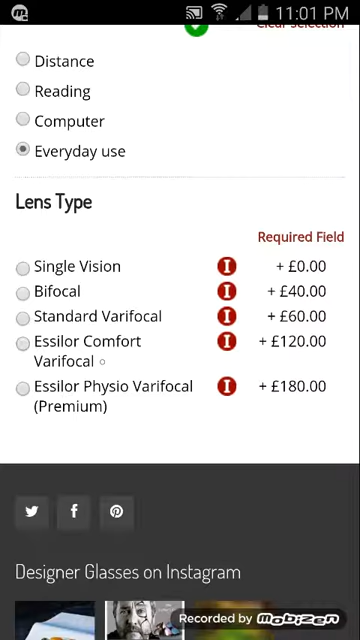 11:01 PM
Clear Selection
Distance
Reading
Computer
Everyday use
Lens Type
Required Field
Single Vision I + £0.00
Bifocal I + £40.00
Standard Varifocal I + £60.00
Essilor Comfort I + £120.00
Varifocal
Essilor Physio Varifocal I + £180.00
(Premium)
Designer Glasses on Instagram
Recorded by mobizen